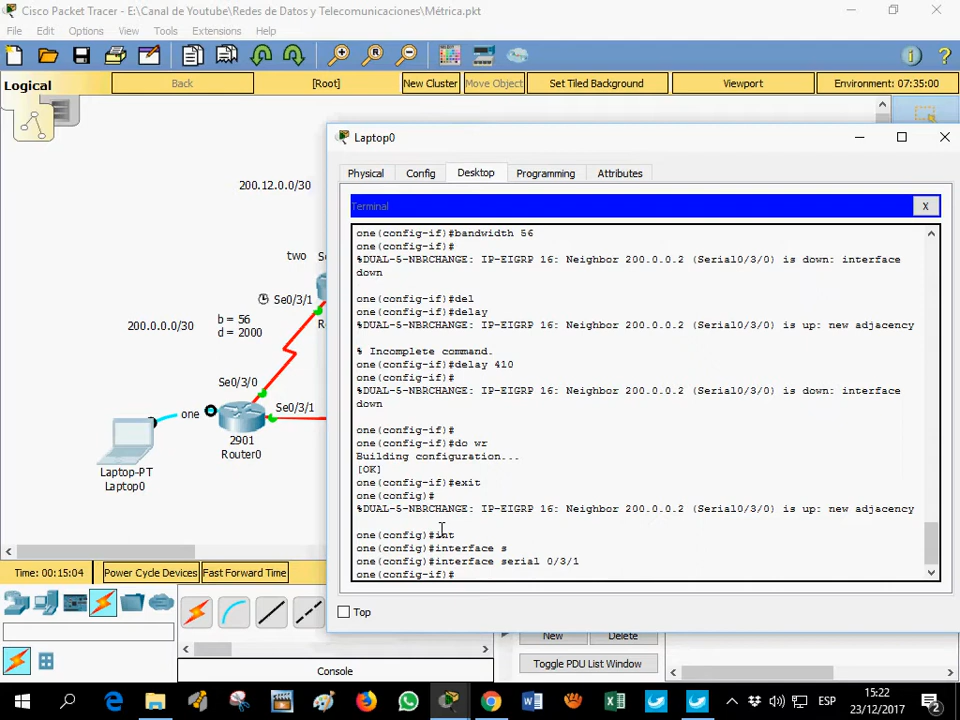 Cisco Packet Tracer - E:\Canal de Youtube\Redes de Datos y Telecomunicaciones\Métrica.pkt
File Edit Options View Tools Extensions Help
Logical Back [Root] New Cluster Move Object Set Tiled Background Viewport Environment: 07:35:00
Laptop0
Physical Config Desktop Programming Attributes
Terminal X
200.12.0.0/30
two
Se0/3/1
b = 56
d = 2000
200.0.0.0/30
Se0/3/0
one
Se0/3/1
2901
Router0
Laptop-PT
Laptop0
one(config-if)#bandwidth 56
one(config-if)#
%DUAL-5-NBRCHANGE: IP-EIGRP 16: Neighbor 200.0.0.2 (Serial0/3/0) is down: interface
down
one(config-if)#del
one(config-if)#delay
%DUAL-5-NBRCHANGE: IP-EIGRP 16: Neighbor 200.0.0.2 (Serial0/3/0) is up: new adjacency
% Incomplete command.
one(config-if)#delay 410
one(config-if)#
%DUAL-5-NBRCHANGE: IP-EIGRP 16: Neighbor 200.0.0.2 (Serial0/3/0) is down: interface
down
one(config-if)#
one(config-if)#do wr
Building configuration...
[OK]
one(config-if)#exit
one(config)#
%DUAL-5-NBRCHANGE: IP-EIGRP 16: Neighbor 200.0.0.2 (Serial0/3/0) is up: new adjacency
one(config)#int
one(config)#interface s
one(config)#interface serial 0/3/1
one(config-if)#
Top
Time: 00:15:04 Power Cycle Devices Fast Forward Time
New Delete
Toggle PDU List Window
Console
ESP
15:22
23/12/2017
2